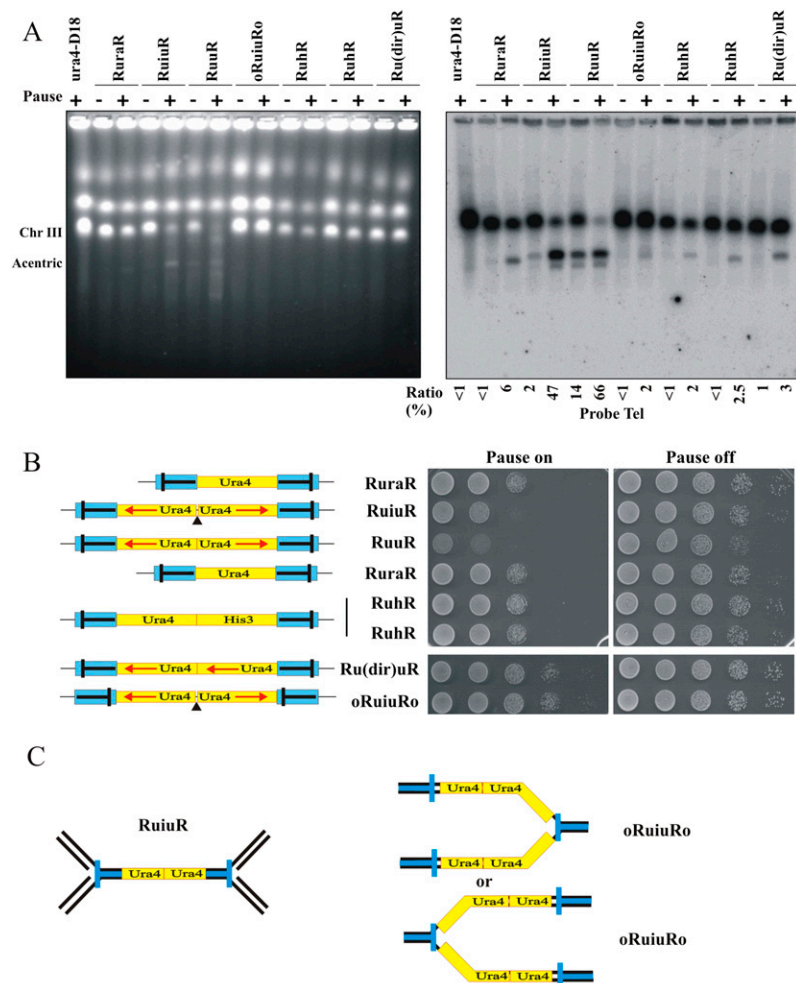 A
ura4-D18 RuraR RuiuR RuuR oRuiuRo RuhR RuhR Ru(dir)uR
Pause + - + - + - + - + - + - + - +
Chr III
Acentric
ura4-D18 RuraR RuiuR RuuR oRuiuRo RuhR RuhR Ru(dir)uR
+ - + - + - + - + - + - + - +
Ratio (%) <1 <1 6 2 47 14 66 <1 2 <1 2 <1 2.5 1 3
Probe Tel
B
Pause on Pause off
Ura4 RuraR
Ura4 Ura4 RuiuR
Ura4 Ura4 RuuR
Ura4 RuraR
Ura4 His3 RuhR
RuhR
Ura4 Ura4 Ru(dir)uR
Ura4 Ura4 oRuiuRo
C
RuiuR
Ura4 Ura4
Ura4 Ura4
oRuiuRo
Ura4 Ura4
or
Ura4 Ura4
oRuiuRo
Ura4 Ura4